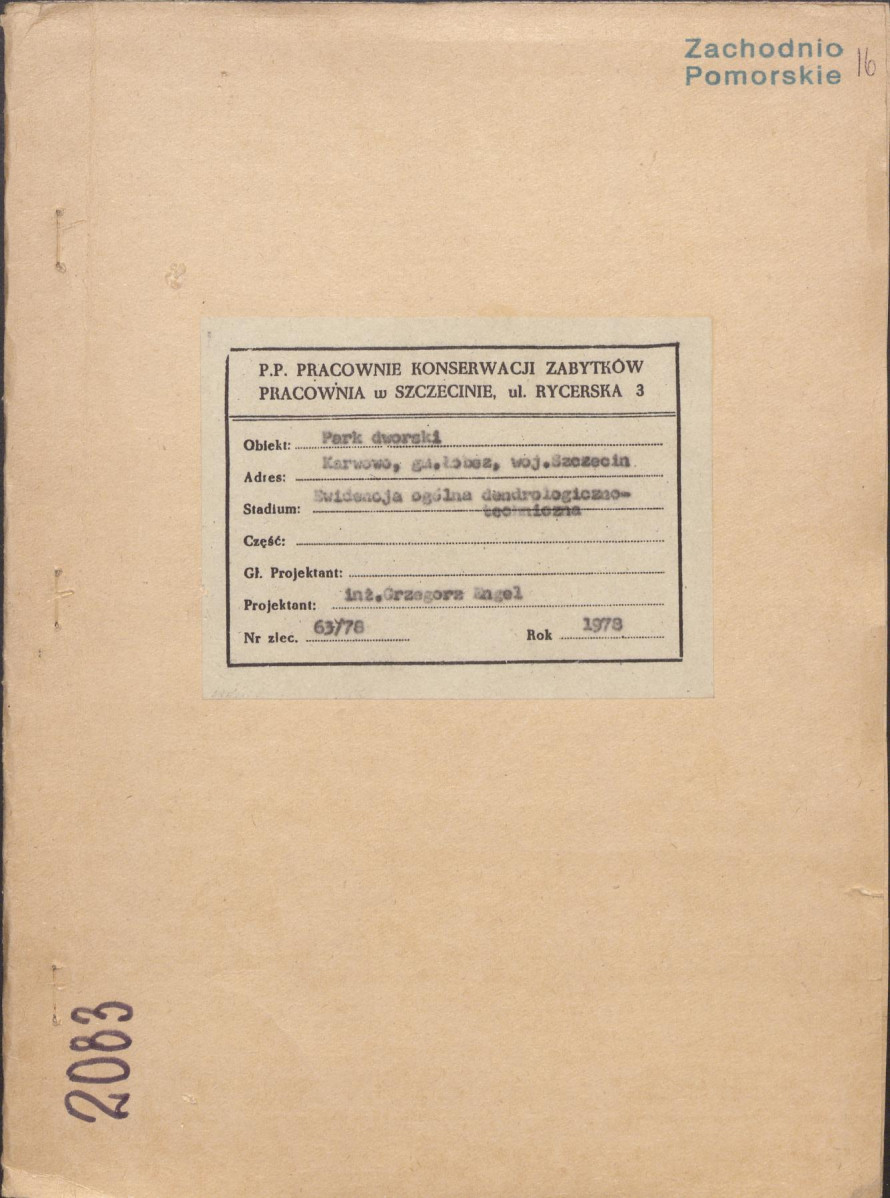 Zachodnio
Pomorskie
16
P.P. PRACOWNIE KONSERWACJI ZABYTKÓW
PRACOWNIA w SZCZECINIE, ul. RYCERSKA 3
Obiekt: Park dworski
Adres: Karwowo, gm.Łobez, woj.Szczecin
Stadium: Ewidencja ogólna dendrologiczno-
techniczna
Część:
Gł. Projektant:
Projektant: inż.Grzegorz Engel
Nr zlec. 63/78 Rok 1978
2083